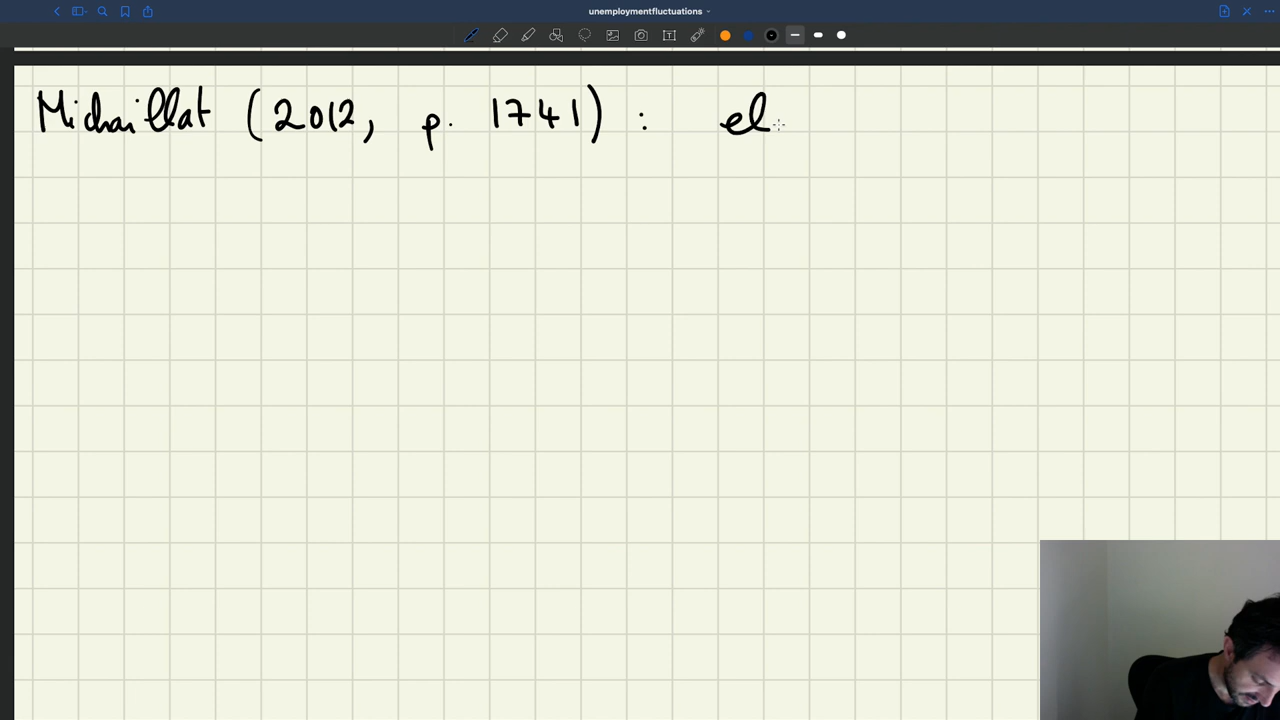 unemploymentfluctuations
Michaillat (2012, p. 1741) : el